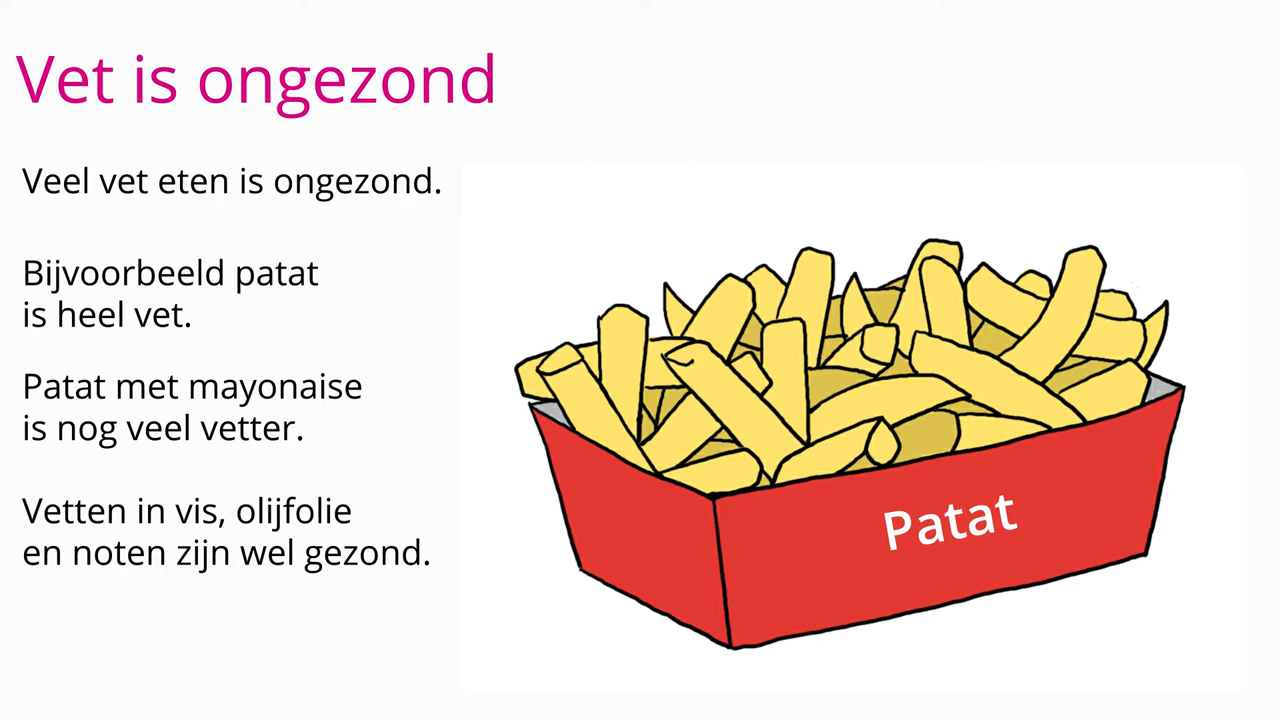 Vet is ongezond
Veel vet eten is ongezond.
Bijvoorbeeld patat
is heel vet.
Patat met mayonaise
is nog veel vetter.
Vetten in vis, olijfolie
en noten zijn wel gezond.
Patat